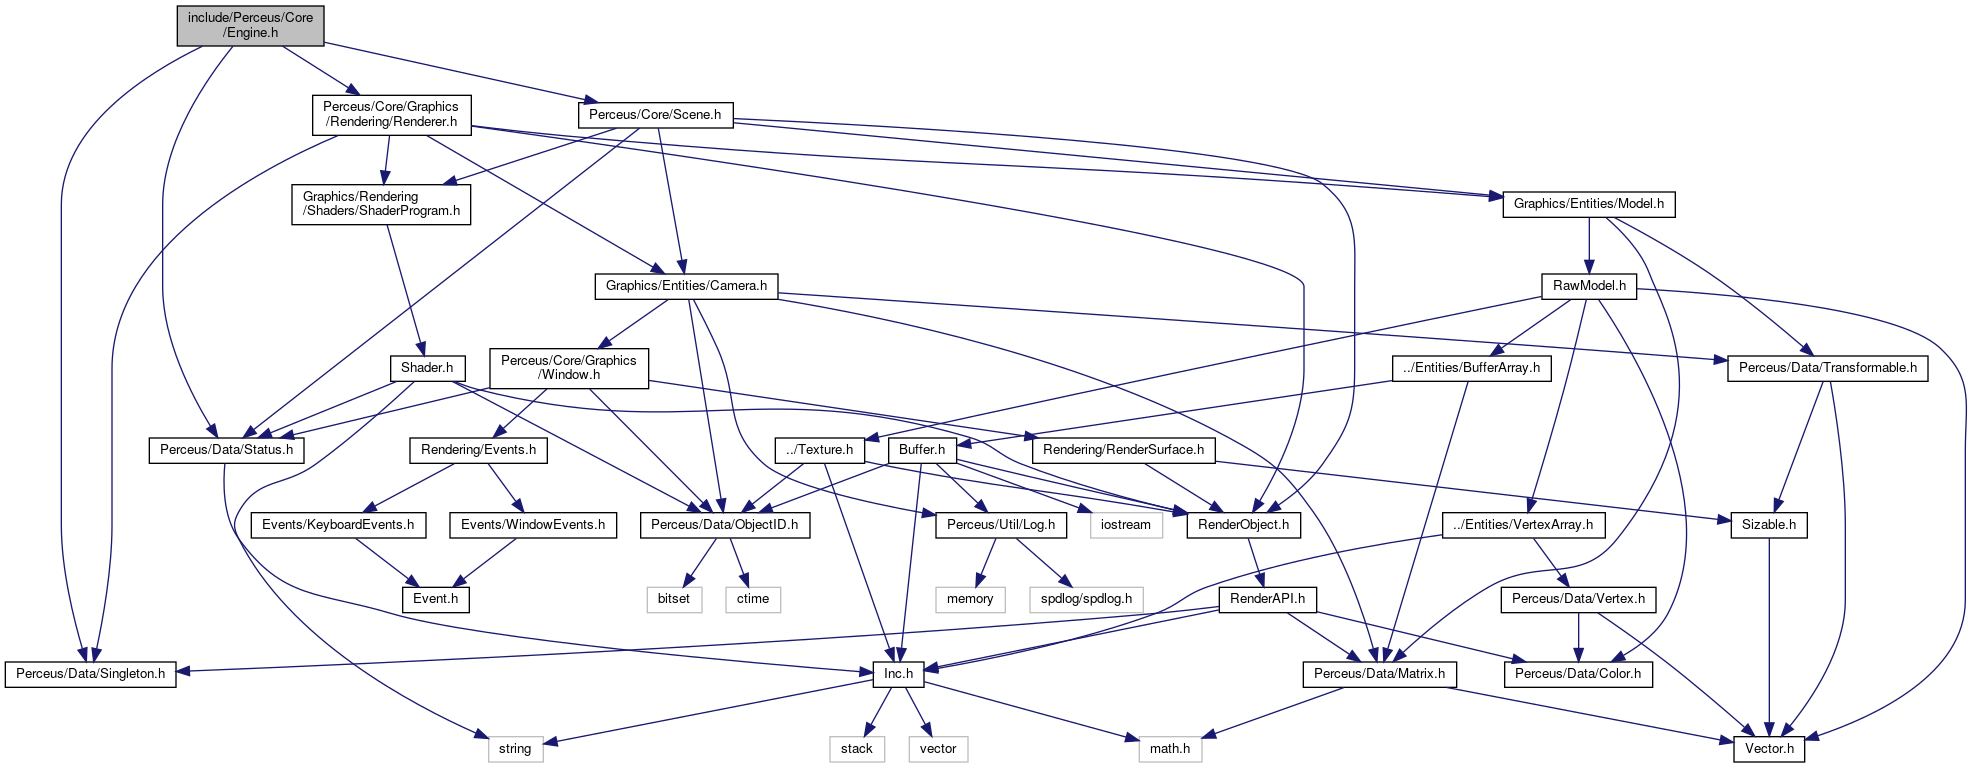 include/Perceus/Core
/Engine.h
Perceus/Core/Graphics
/Rendering/Renderer.h
Perceus/Core/Scene.h
Graphics/Rendering
/Shaders/ShaderProgram.h
Graphics/Entities/Model.h
Graphics/Entities/Camera.h
RawModel.h
Shader.h
Perceus/Core/Graphics
/Window.h
../Entities/BufferArray.h
Perceus/Data/Transformable.h
Perceus/Data/Status.h
Rendering/Events.h
../Texture.h
Buffer.h
Rendering/RenderSurface.h
Events/KeyboardEvents.h
Events/WindowEvents.h
Perceus/Data/ObjectID.h
Perceus/Util/Log.h
iostream
RenderObject.h
../Entities/VertexArray.h
Sizable.h
Event.h
bitset
ctime
memory
spdlog/spdlog.h
RenderAPI.h
Perceus/Data/Vertex.h
Perceus/Data/Singleton.h
Inc.h
Perceus/Data/Matrix.h
Perceus/Data/Color.h
string
stack
vector
math.h
Vector.h